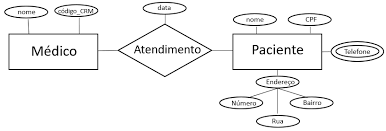 nome
código_CRM
data
nome
CPF
Médico
Atendimento
Paciente
Telefone
Endereço
Número
Bairro
Rua